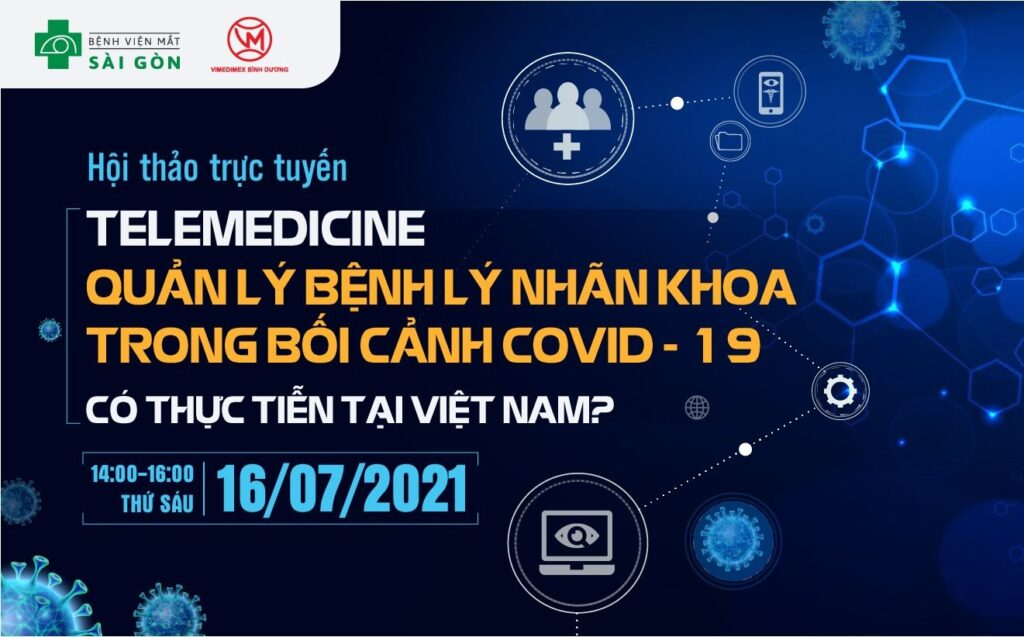 BỆNH VIỆN MẮT
SÀI GÒN
VM
VIMEDIMEX BÌNH DƯƠNG
Hội thảo trực tuyến
TELEMEDICINE
QUẢN LÝ BỆNH LÝ NHÃN KHOA
TRONG BỐI CẢNH COVID - 19
CÓ THỰC TIỄN TẠI VIỆT NAM?
14:00-16:00
THỨ SÁU
16/07/2021